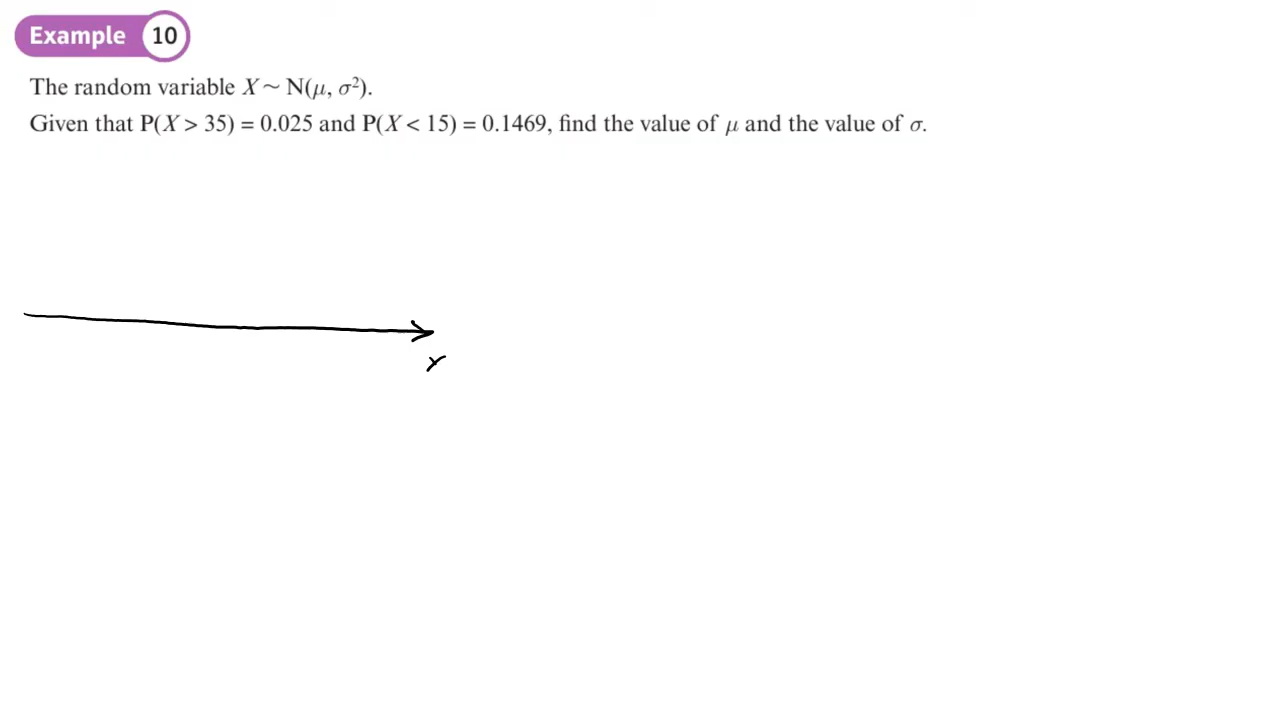 Example 10
The random variable X ~ N(μ, σ²).
Given that P(X > 35) = 0.025 and P(X < 15) = 0.1469, find the value of μ and the value of σ.
x